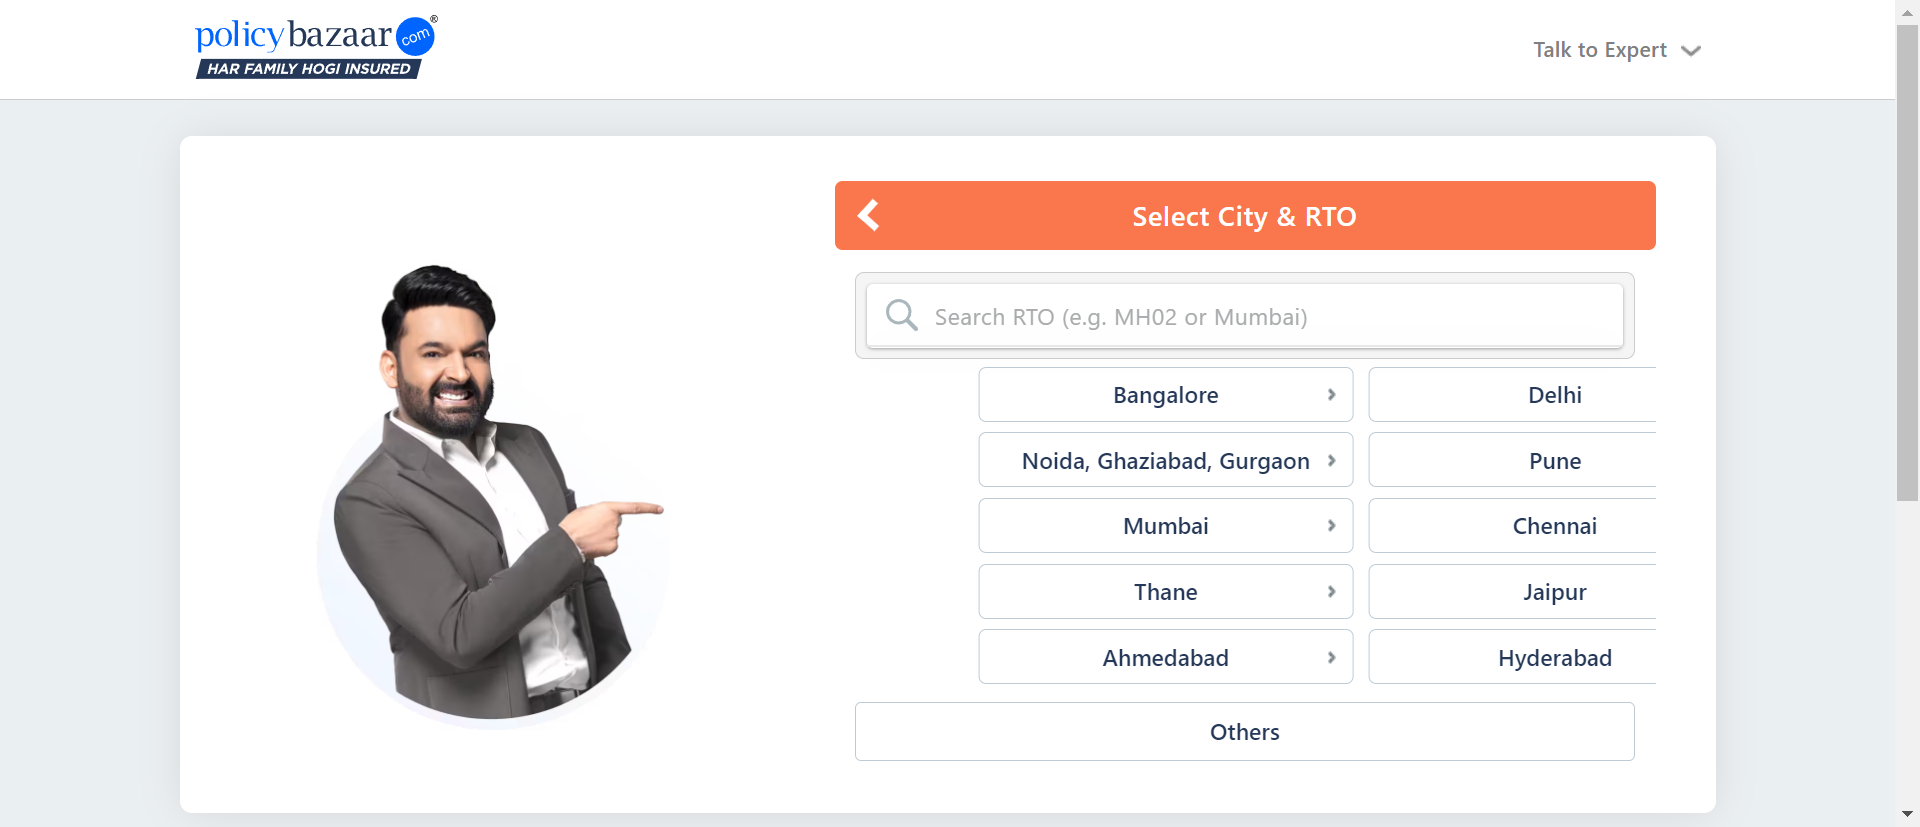 policybazaar com®
HAR FAMILY HOGI INSURED
Talk to Expert
Select City & RTO
Search RTO (e.g. MH02 or Mumbai)
Bangalore
Delhi
Noida, Ghaziabad, Gurgaon
Pune
Mumbai
Chennai
Thane
Jaipur
Ahmedabad
Hyderabad
Others